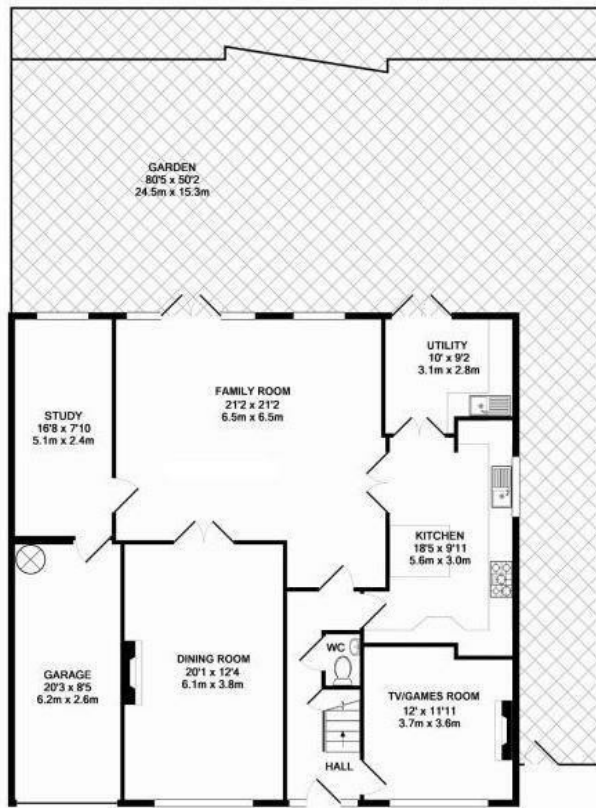 GARDEN
80'5 x 50'2
24.5m x 15.3m
UTILITY
10' x 9'2
3.1m x 2.8m
FAMILY ROOM
21'2 x 21'2
6.5m x 6.5m
STUDY
16'8 x 7'10
5.1m x 2.4m
KITCHEN
18'5 x 9'11
5.6m x 3.0m
WC
DINING ROOM
20'1 x 12'4
6.1m x 3.8m
GARAGE
20'3 x 8'5
6.2m x 2.6m
TV/GAMES ROOM
12' x 11'11
3.7m x 3.6m
HALL